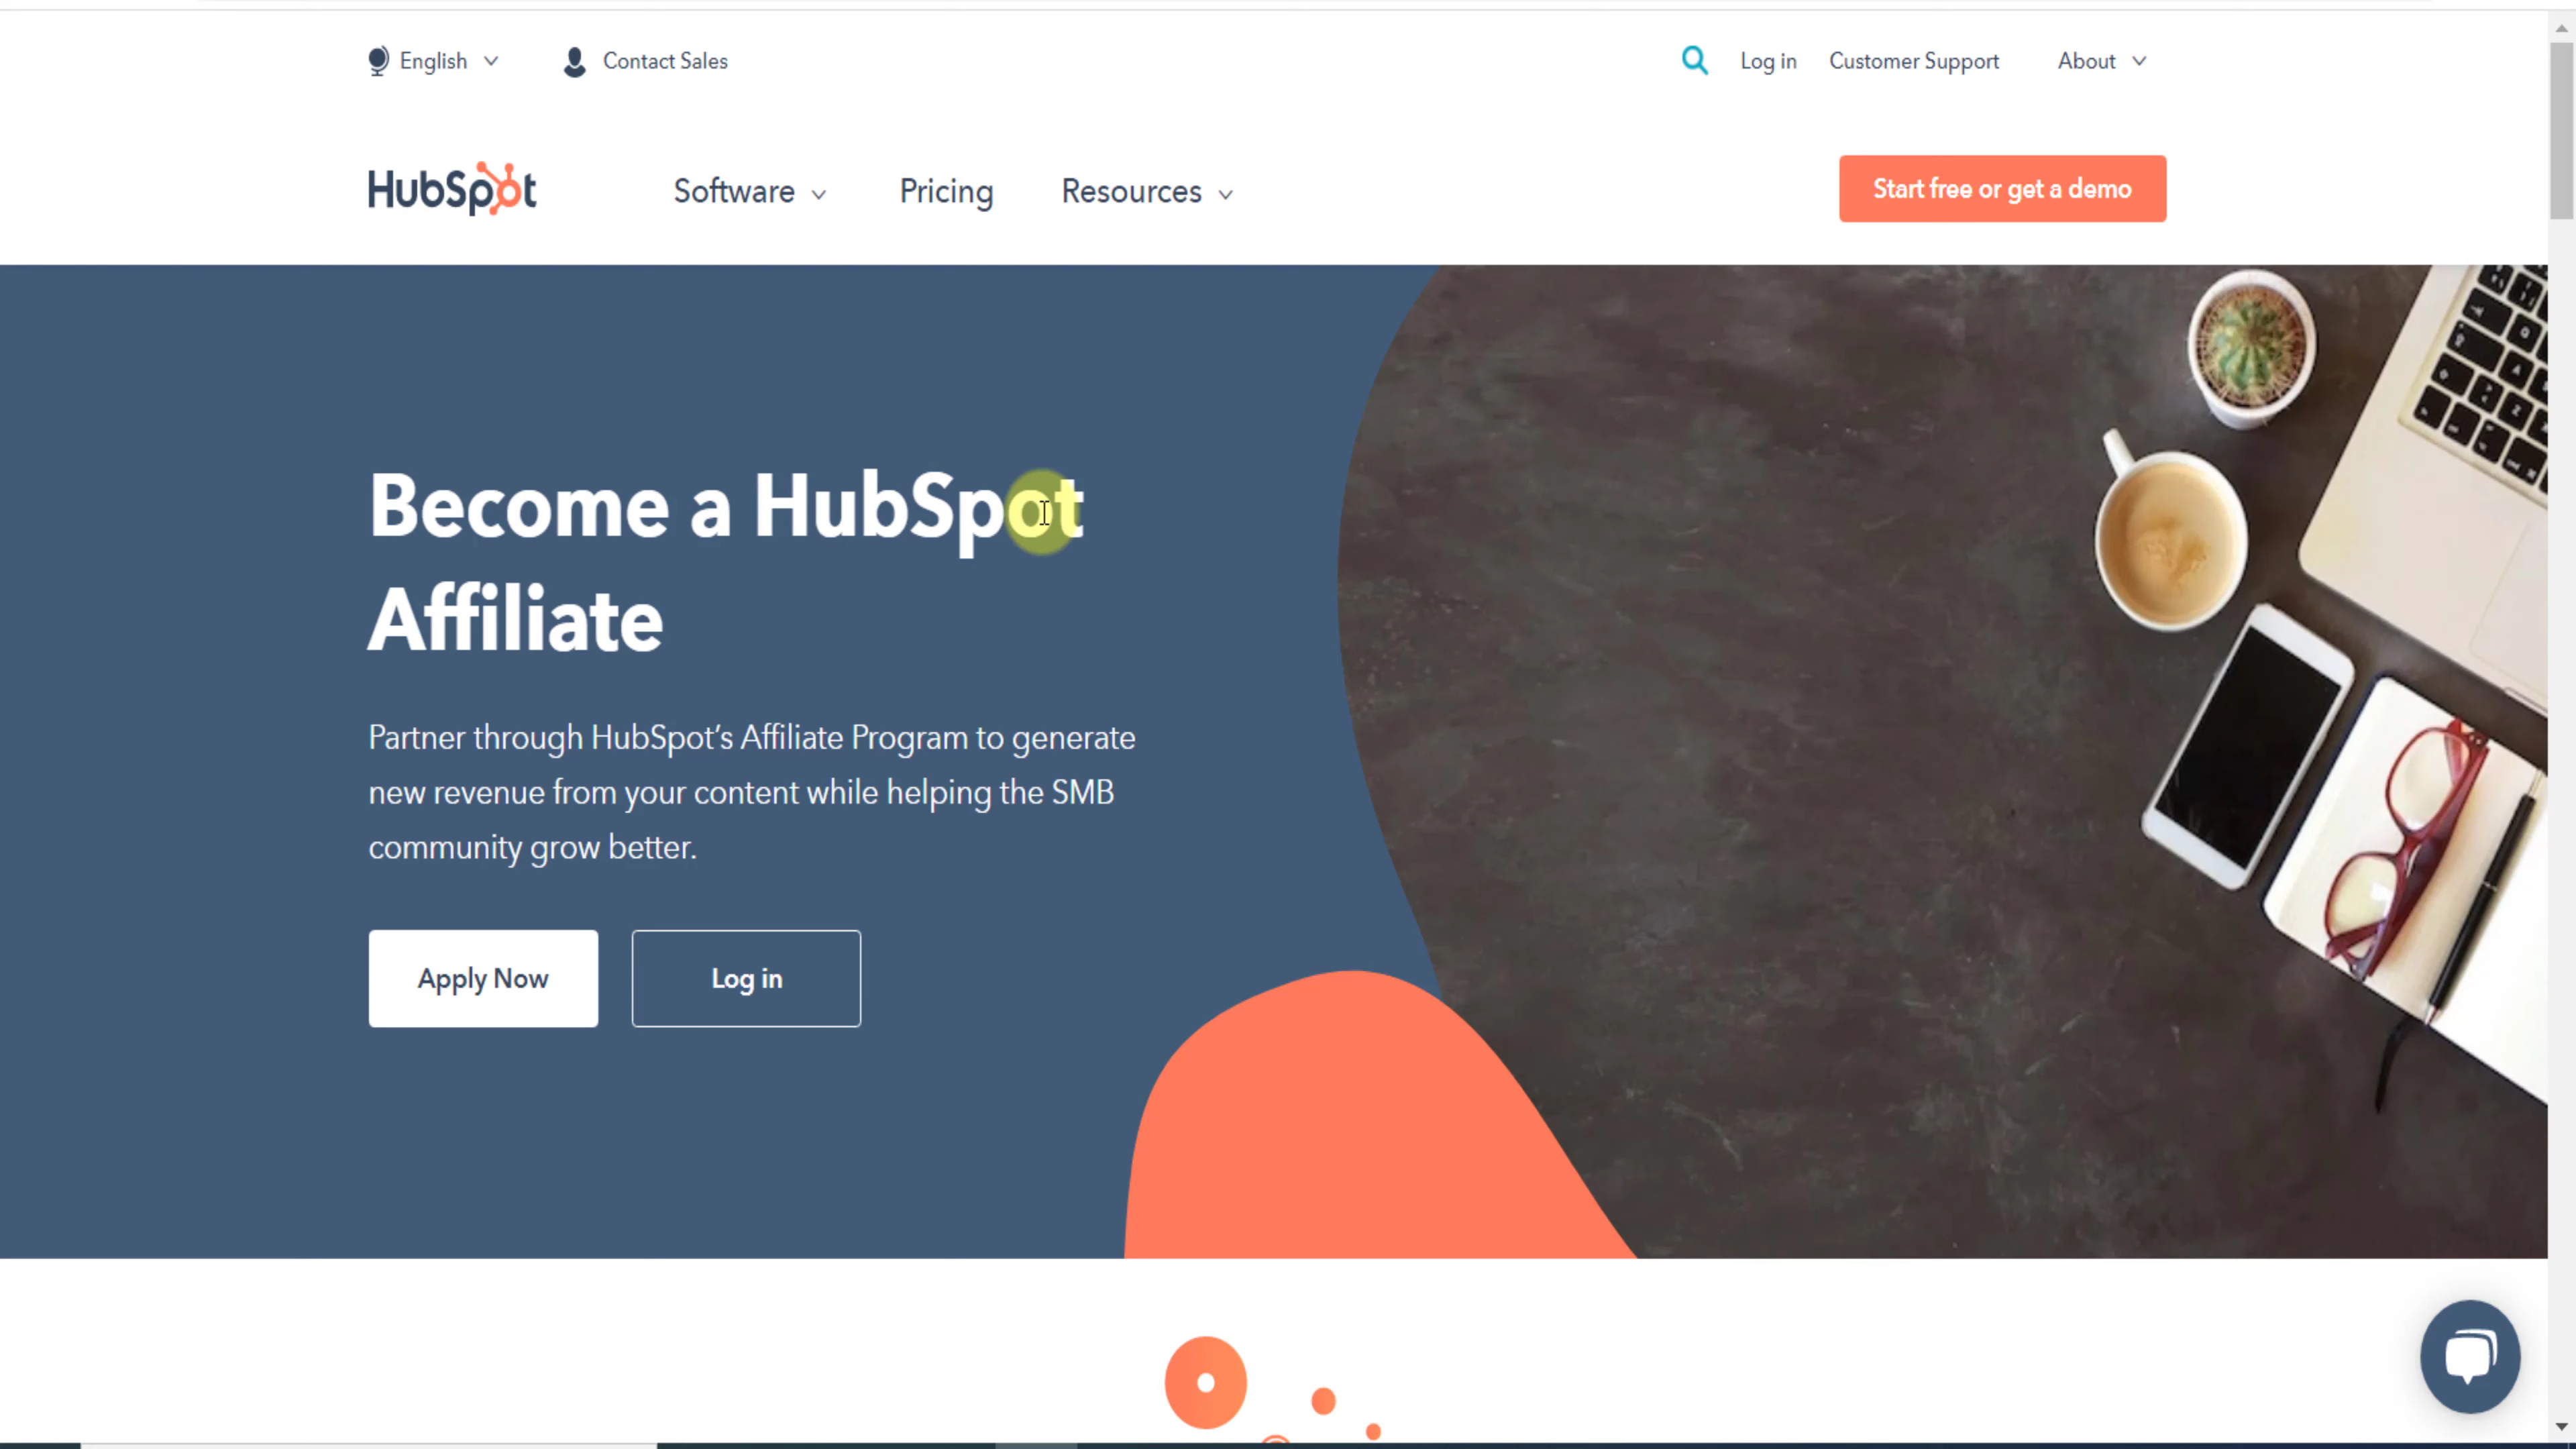 English
Contact Sales
Log in
Customer Support
About
HubSpot
Software
Pricing
Resources
Start free or get a demo
Become a HubSpot
Affiliate
Partner through HubSpot’s Affiliate Program to generate
new revenue from your content while helping the SMB
community grow better.
Apply Now
Log in